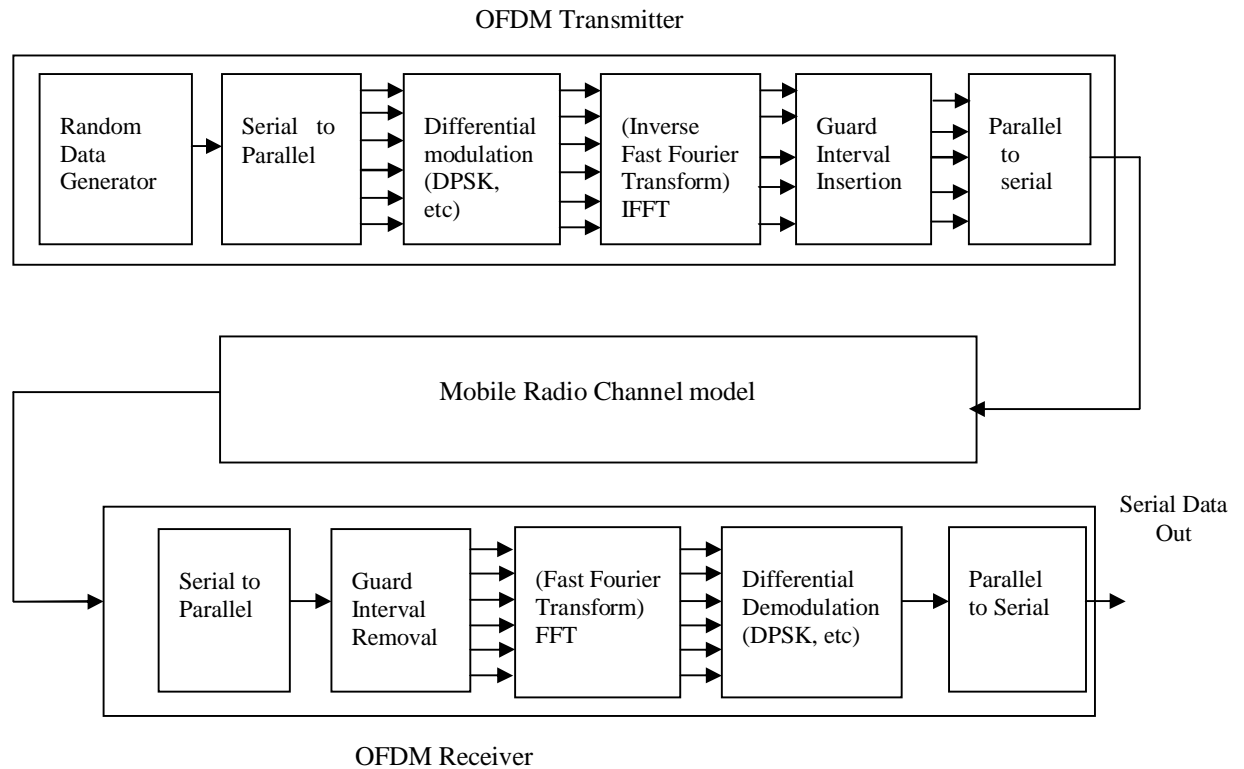 OFDM Transmitter
Random
Data
Generator
Serial to
Parallel
Differential
modulation
(DPSK,
etc)
(Inverse
Fast Fourier
Transform)
IFFT
Guard
Interval
Insertion
Parallel
to
serial
Mobile Radio Channel model
Serial to
Parallel
Guard
Interval
Removal
(Fast Fourier
Transform)
FFT
Differential
Demodulation
(DPSK, etc)
Parallel
to Serial
Serial Data
Out
OFDM Receiver